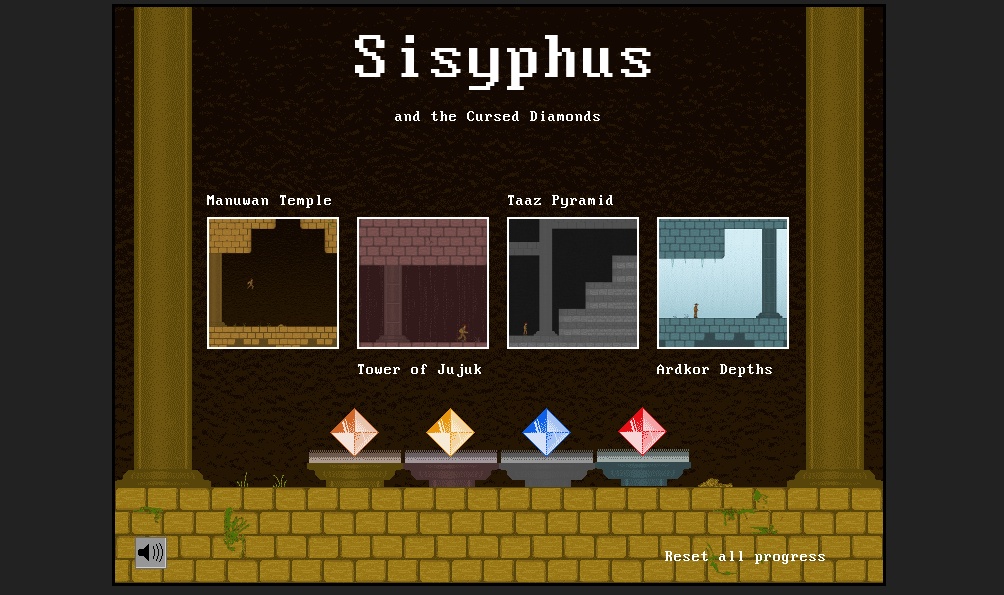 Sisyphus
and the Cursed Diamonds
Manuwan Temple
Taaz Pyramid
Tower of Jujuk
Ardkor Depths
Reset all progress